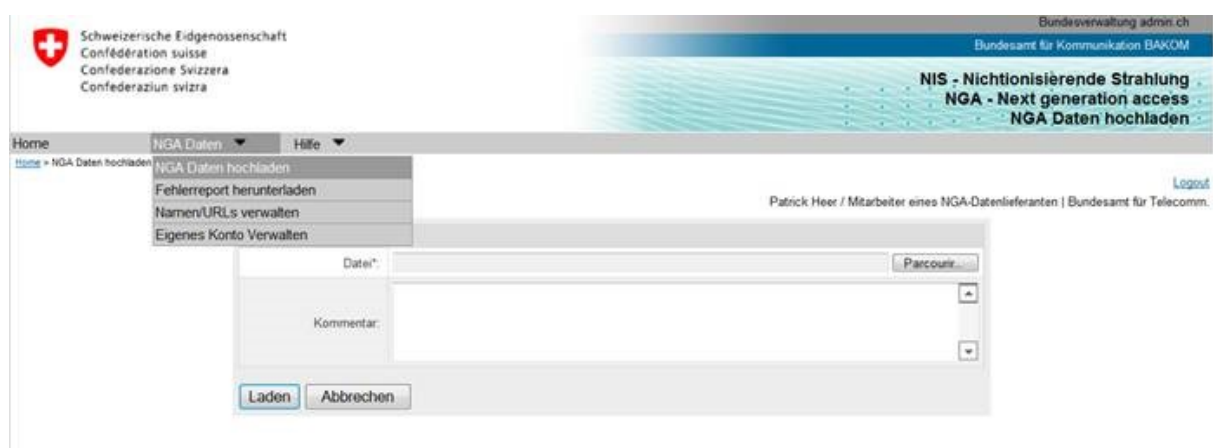 Schweizerische Eidgenossenschaft
Confédération suisse
Confederazione Svizzera
Confederaziun svizra
Bundesverwaltung admin.ch
Bundesamt für Kommunikation BAKOM
NIS - Nichtionisierende Strahlung
NGA - Next generation access
NGA Daten hochladen
Home NGA Daten Hilfe
Home > NGA Daten hochladen
NGA Daten hochladen
Fehlerreport herunterladen
Namen/URLs verwalten
Eigenes Konto Verwalten
Logout
Patrick Heer / Mitarbeiter eines NGA-Datenlieferanten | Bundesamt für Telecomm.
Datei*: Parcourir...
Kommentar:
Laden Abbrechen